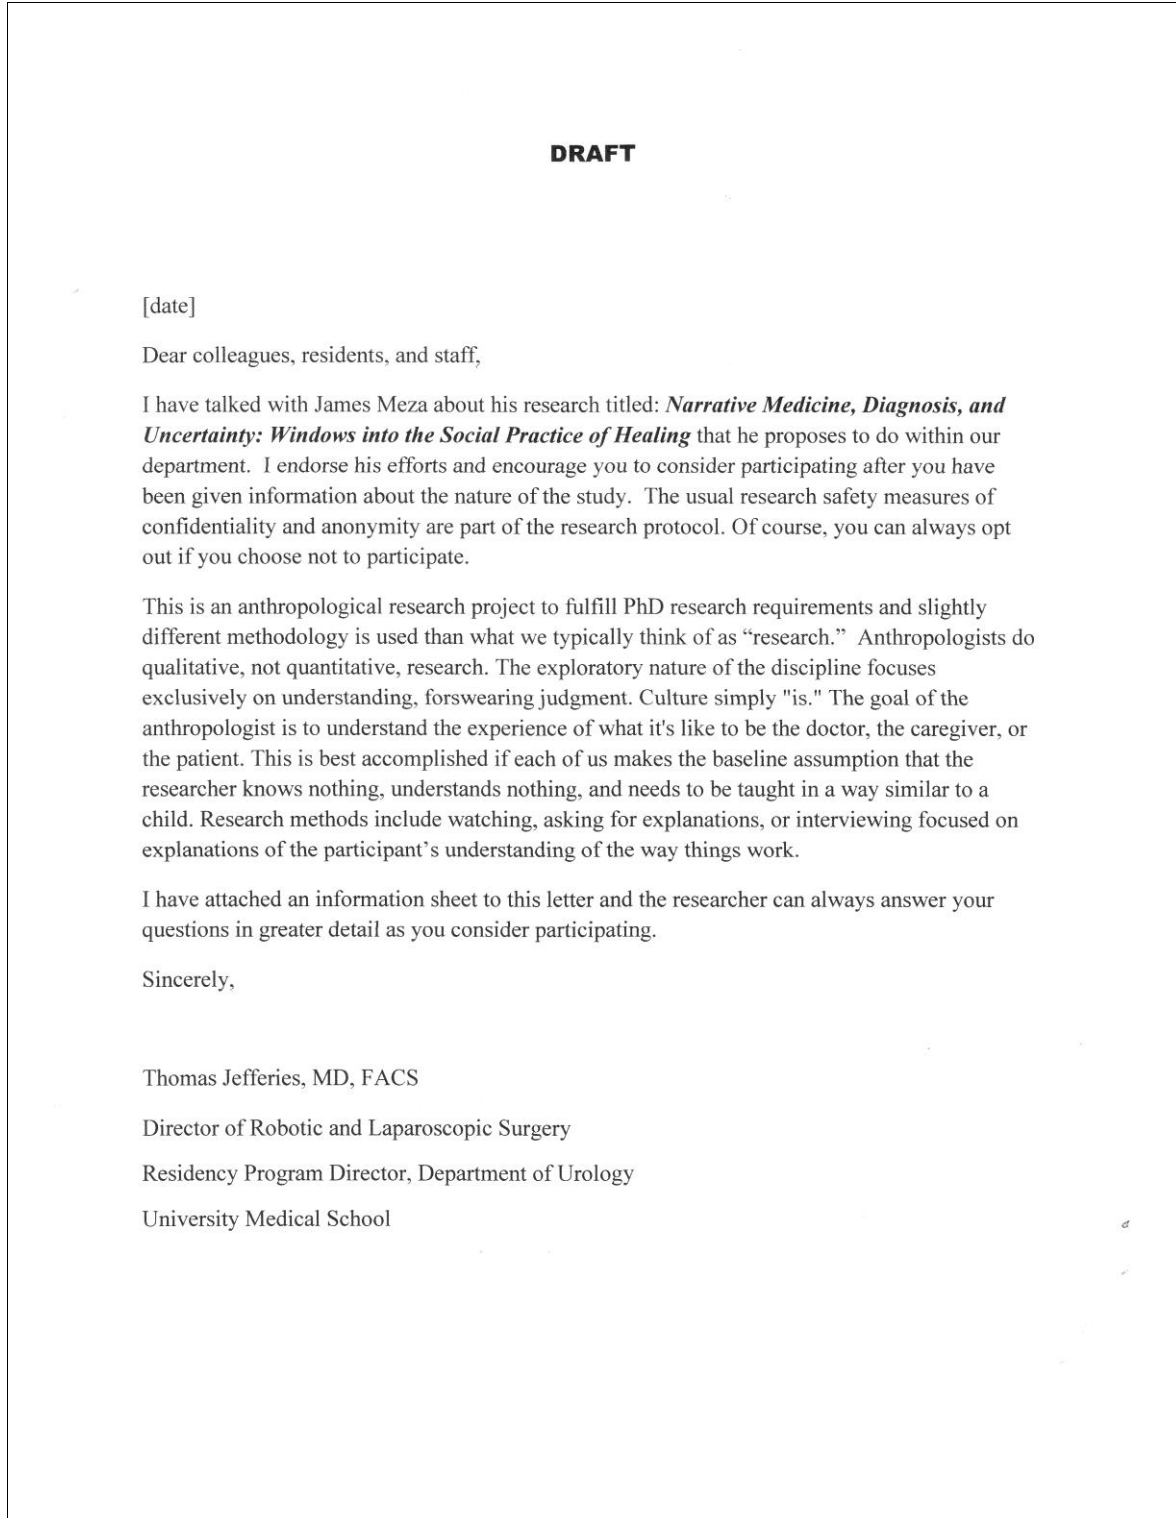 DRAFT
[date]
Dear colleagues, residents, and staff,
I have talked with James Meza about his research titled: Narrative Medicine, Diagnosis, and
Uncertainty: Windows into the Social Practice of Healing that he proposes to do within our
department.  I endorse his efforts and encourage you to consider participating after you have
been given information about the nature of the study.  The usual research safety measures of
confidentiality and anonymity are part of the research protocol. Of course, you can always opt
out if you choose not to participate.
This is an anthropological research project to fulfill PhD research requirements and slightly
different methodology is used than what we typically think of as “research.”  Anthropologists do
qualitative, not quantitative, research. The exploratory nature of the discipline focuses
exclusively on understanding, forswearing judgment. Culture simply "is." The goal of the
anthropologist is to understand the experience of what it's like to be the doctor, the caregiver, or
the patient. This is best accomplished if each of us makes the baseline assumption that the
researcher knows nothing, understands nothing, and needs to be taught in a way similar to a
child. Research methods include watching, asking for explanations, or interviewing focused on
explanations of the participant’s understanding of the way things work.
I have attached an information sheet to this letter and the researcher can always answer your
questions in greater detail as you consider participating.
Sincerely,
Thomas Jefferies, MD, FACS
Director of Robotic and Laparoscopic Surgery
Residency Program Director, Department of Urology
University Medical School